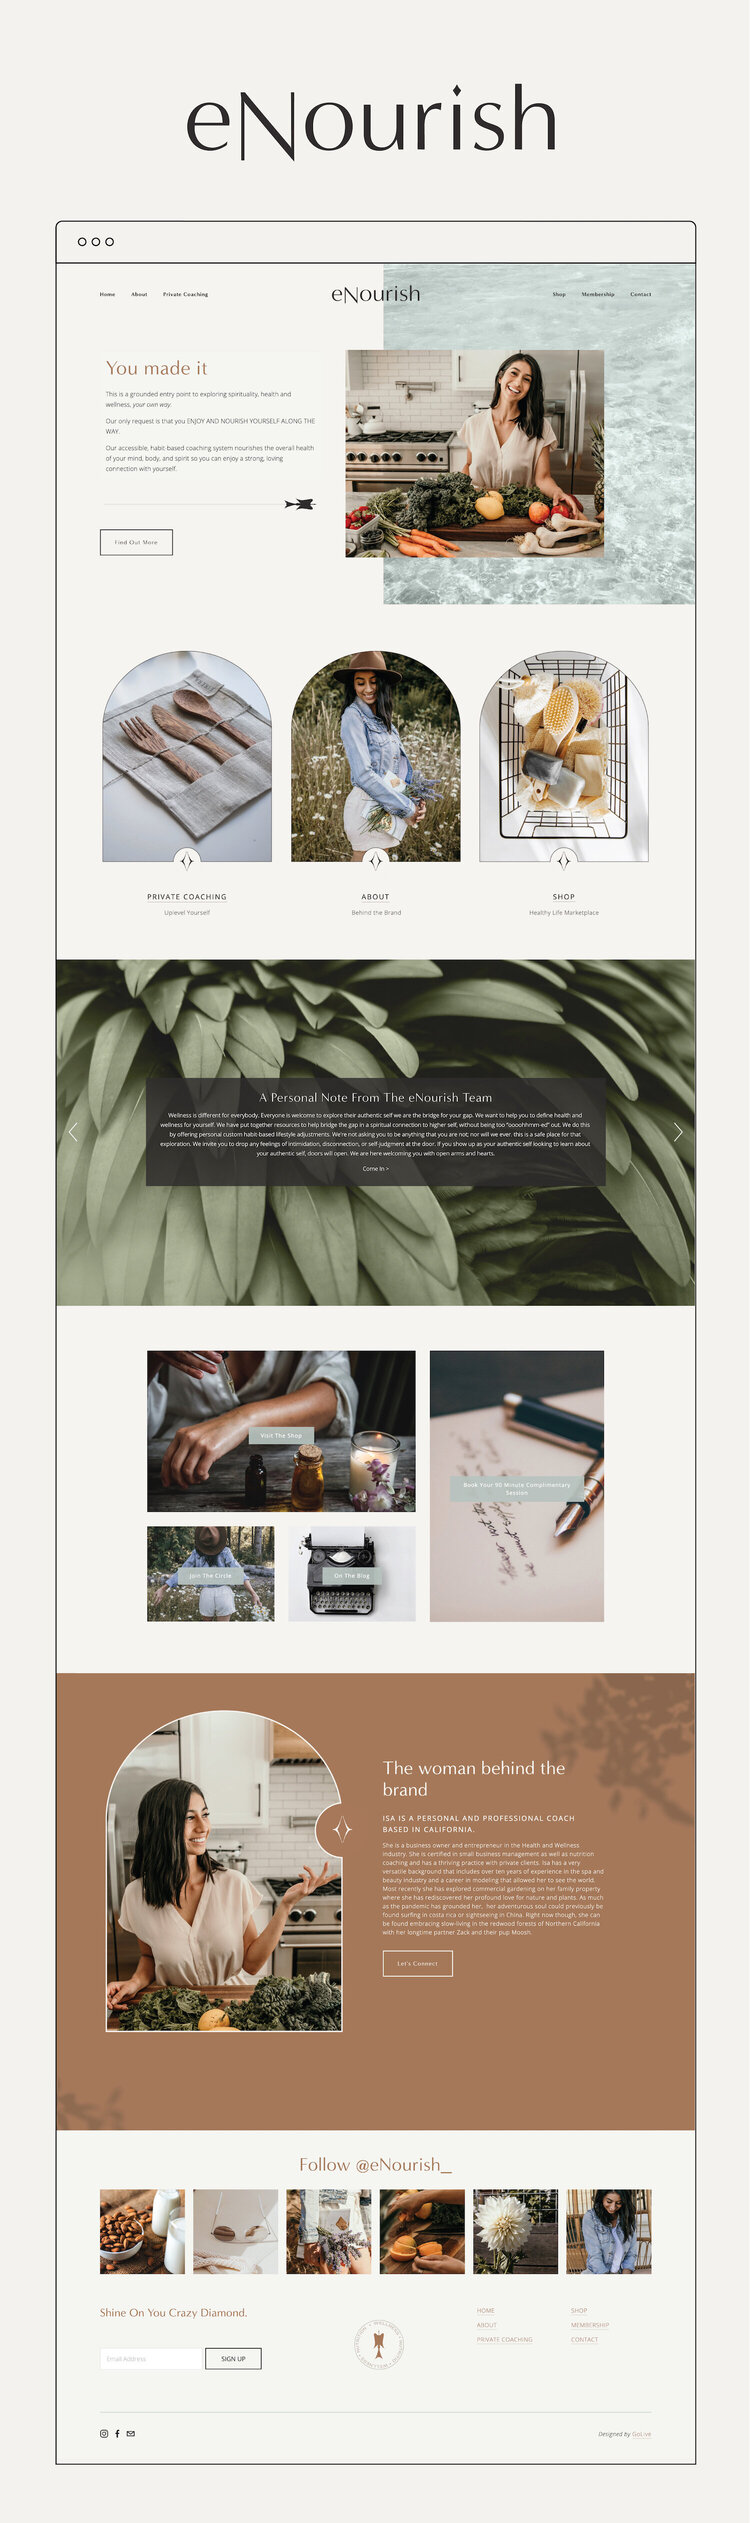 eNourish
Home
About
Private Coaching
eNourish
Shop
Membership
Contact
You made it
This is a grounded entry point to exploring spirituality, health and
wellness, your own way.
Our only request is that you ENJOY AND NOURISH YOURSELF ALONG THE
WAY.
Our accessible, habit-based coaching system nourishes the overall health
of your mind, body, and spirit so you can enjoy a strong, loving
connection with yourself.
Find Out More
PRIVATE COACHING
Uplevel Yourself
ABOUT
Behind the Brand
SHOP
Healthy Life Marketplace
A Personal Note From The eNourish Team
Wellness is different for everybody. Everyone is welcome to explore their authentic self we are the bridge for your gap. We want to help you to define health and
wellness for yourself. We have put together resources to help bridge the gap in a spiritual connection to higher self, without being too "oooohhmm-ed" out. We do this
by offering personal custom habit-based lifestyle adjustments. We're not asking you to be anything that you are not; nor will we ever. this is a safe place for that
exploration. We invite you to drop any feelings of intimidation, disconnection, or self-judgment at the door. If you show up as your authentic self looking to learn about
your authentic self, doors will open. We are here welcoming you with open arms and hearts.
Come In >
Visit The Shop
Book Your 90 Minute Complimentary
Session
Join The Circle
On The Blog
The woman behind the
brand
ISA IS A PERSONAL AND PROFESSIONAL COACH
BASED IN CALIFORNIA.
She is a business owner and entrepreneur in the Health and Wellness
industry. She is certified in small business management as well as nutrition
coaching and has a thriving practice with private clients. Isa has a very
versatile background that includes over ten years of experience in the spa and
beauty industry and a career in modeling that allowed her to see the world.
Most recently she has explored commercial gardening on her family property
where she has rediscovered her profound love for nature and plants. As much
as the pandemic has grounded her, her adventurous soul could previously be
found surfing in costa rica or sightseeing in China. Right now though, she can
be found embracing slow-living in the redwood forests of Northern California
with her longtime partner Zack and their pup Moosh.
Let's Connect
Follow @eNourish_
Shine On You Crazy Diamond.
Email Address
SIGN UP
HOME
ABOUT
PRIVATE COACHING
SHOP
MEMBERSHIP
CONTACT
Designed by GoLive